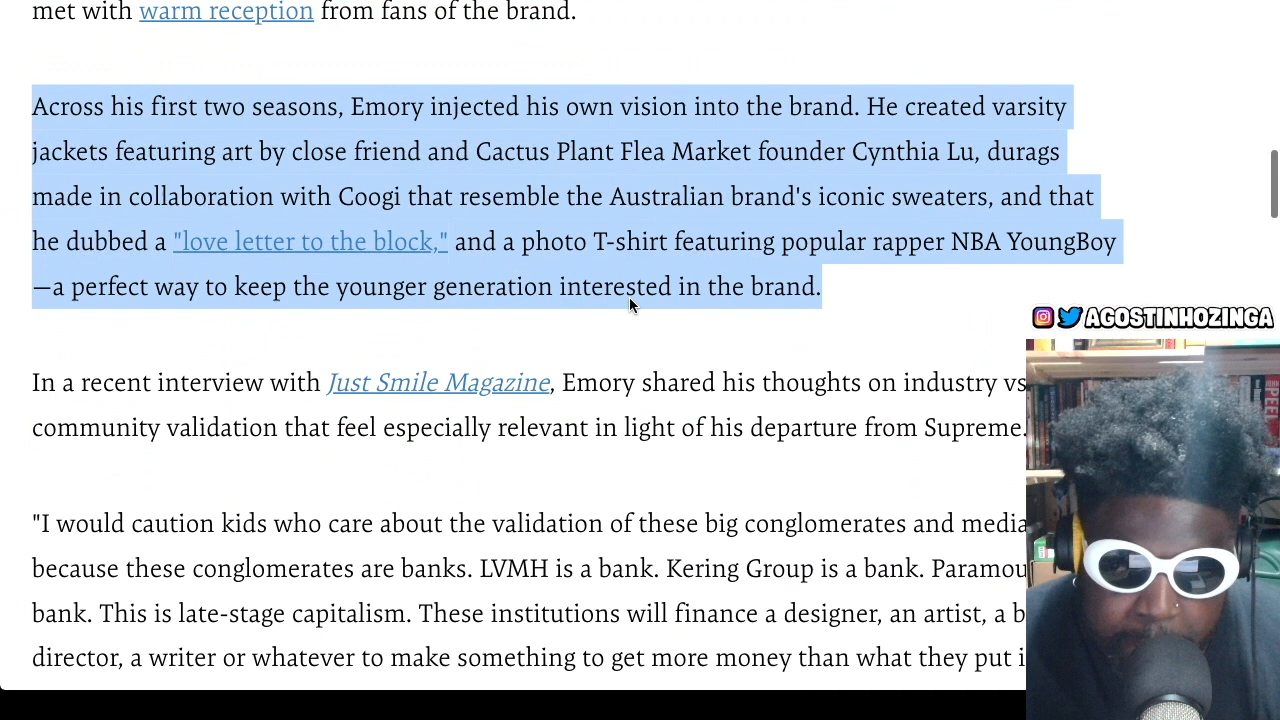 met with warm reception from fans of the brand.
Across his first two seasons, Emory injected his own vision into the brand. He created varsity
jackets featuring art by close friend and Cactus Plant Flea Market founder Cynthia Lu, durags
made in collaboration with Coogi that resemble the Australian brand's iconic sweaters, and that
he dubbed a "love letter to the block," and a photo T-shirt featuring popular rapper NBA YoungBoy
—a perfect way to keep the younger generation interested in the brand.
In a recent interview with Just Smile Magazine, Emory shared his thoughts on industry vs
community validation that feel especially relevant in light of his departure from Supreme.
"I would caution kids who care about the validation of these big conglomerates and media
because these conglomerates are banks. LVMH is a bank. Kering Group is a bank.
bank. This is late-stage capitalism. These institutions will finance a designer, an artist, a
director, a writer or whatever to make something to get more money than what they put
AGOSTINHOZINGA